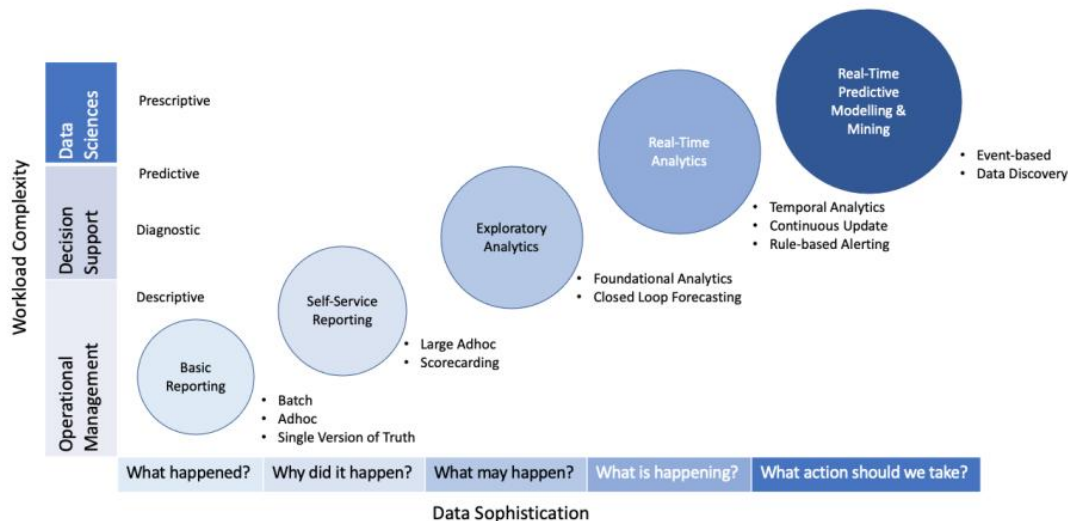 Workload Complexity
Data
Sciences
Decision
Support
Operational
Management
Prescriptive
Predictive
Diagnostic
Descriptive
Basic
Reporting
• Batch
• Adhoc
• Single Version of Truth
Self-Service
Reporting
• Large Adhoc
• Scorecarding
Exploratory
Analytics
• Foundational Analytics
• Closed Loop Forecasting
Real-Time
Analytics
• Temporal Analytics
• Continuous Update
• Rule-based Alerting
Real-Time
Predictive
Modelling &
Mining
• Event-based
• Data Discovery
What happened?
Why did it happen?
What may happen?
What is happening?
What action should we take?
Data Sophistication